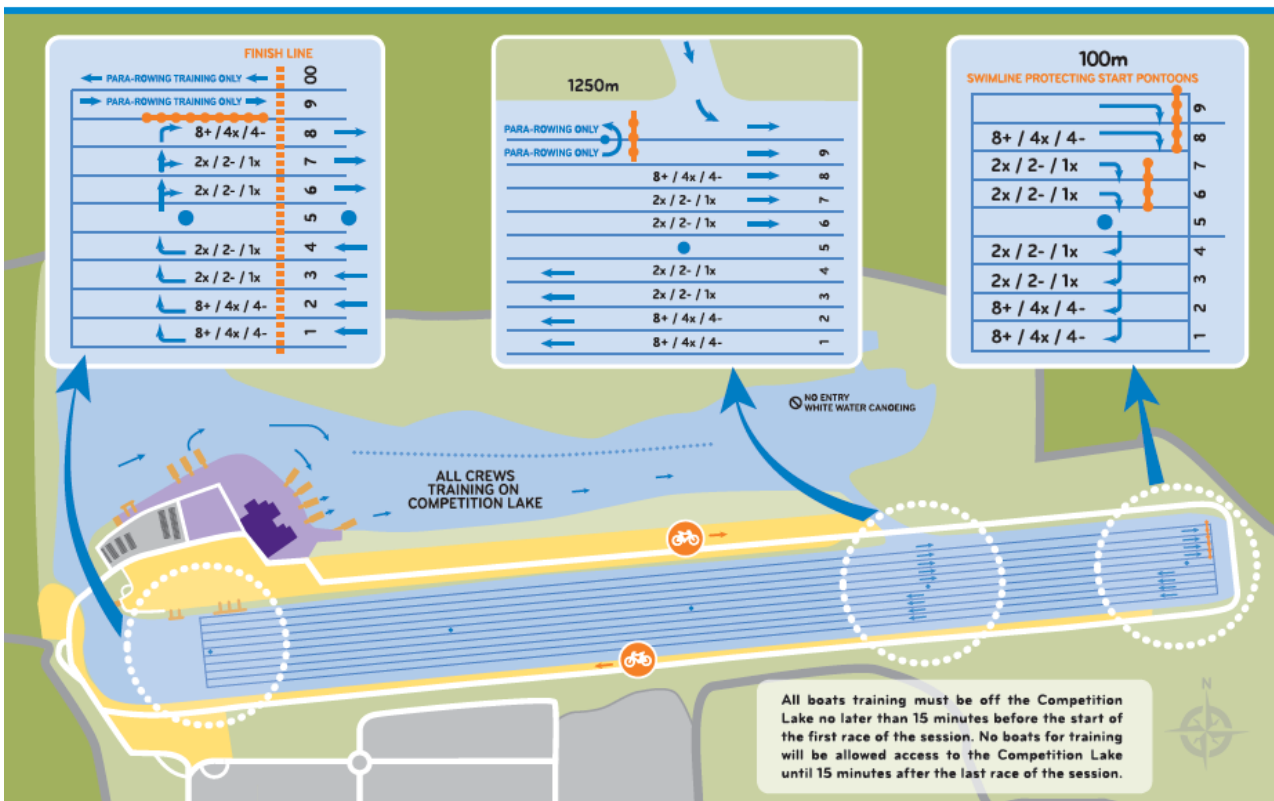 FINISH LINE
PARA-ROWING TRAINING ONLY 00
PARA-ROWING TRAINING ONLY 9
8+ / 4x / 4- 8
2x / 2- / 1x 7
2x / 2- / 1x 6
5
2x / 2- / 1x 4
2x / 2- / 1x 3
8+ / 4x / 4- 2
8+ / 4x / 4- 1
1250m
PARA-ROWING ONLY
PARA-ROWING ONLY 9
8+ / 4x / 4- 8
2x / 2- / 1x 7
2x / 2- / 1x 6
5
2x / 2- / 1x 4
2x / 2- / 1x 3
8+ / 4x / 4- 2
8+ / 4x / 4- 1
100m
SWIMLINE PROTECTING START PONTOONS
9
8+ / 4x / 4- 8
2x / 2- / 1x 7
2x / 2- / 1x 6
5
2x / 2- / 1x 4
2x / 2- / 1x 3
8+ / 4x / 4- 2
8+ / 4x / 4- 1
NO ENTRY
WHITE WATER CANOEING
ALL CREWS
TRAINING ON
COMPETITION LAKE
N
All boats training must be off the Competition
Lake no later than 15 minutes before the start of
the first race of the session. No boats for training
will be allowed access to the Competition Lake
until 15 minutes after the last race of the session.